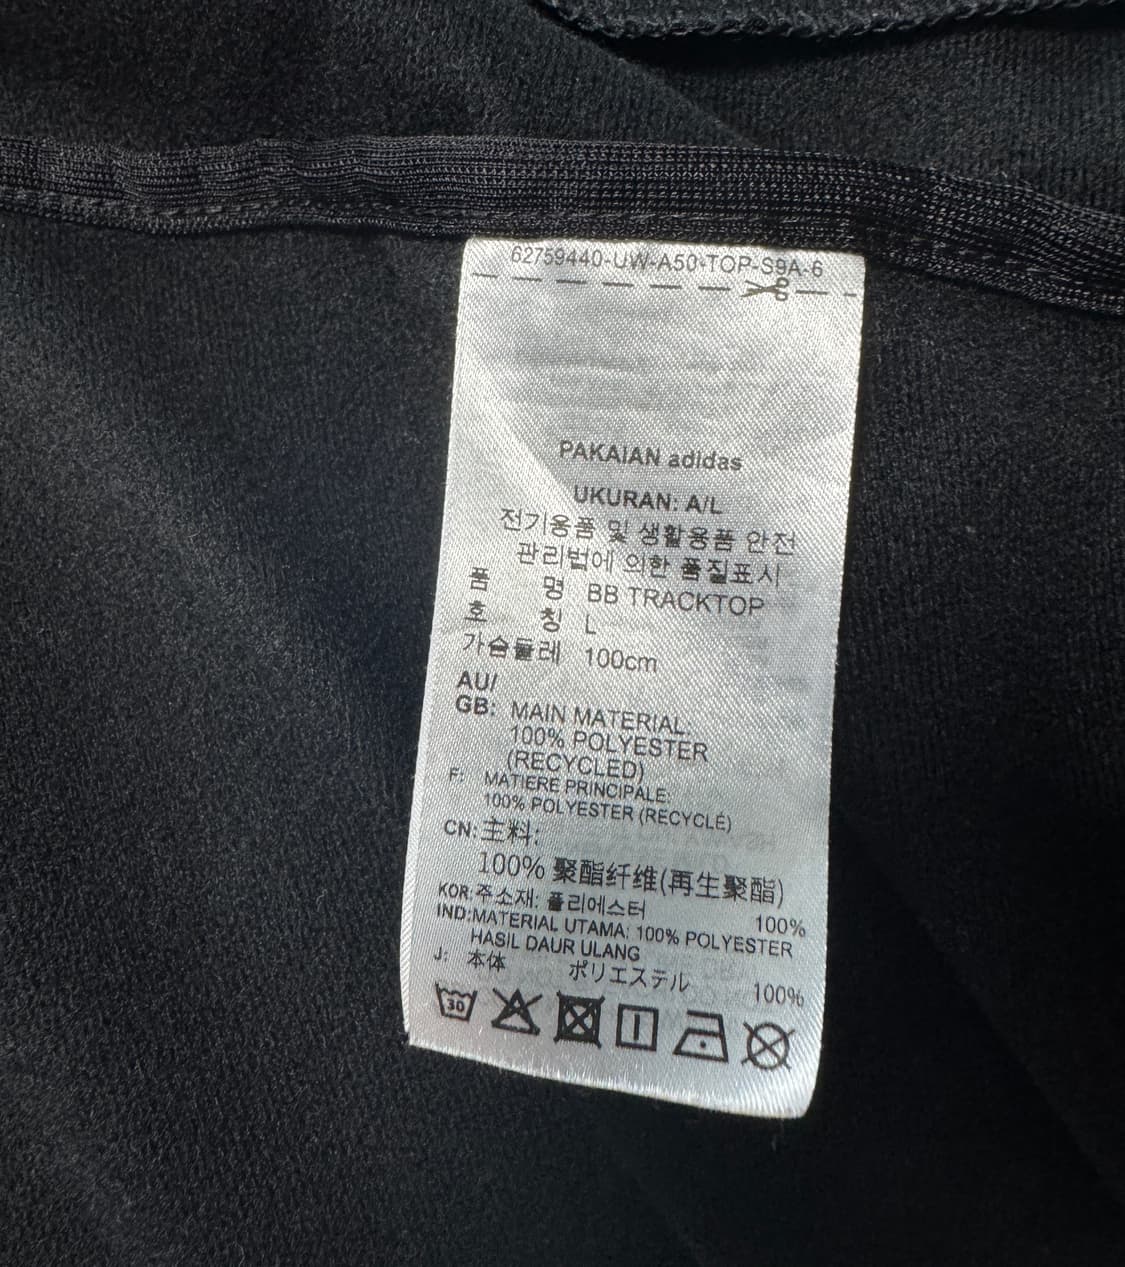 62759440-UW-A50-TOP-S9A-6
PAKAIAN adidas
UKURAN: A/L
전기용품 및 생활용품 안전
관리법에 의한 품질표시
품 명 BB TRACKTOP
호 칭 L
가슴둘레 100cm
AU/
GB: MAIN MATERIAL:
100% POLYESTER
(RECYCLED)
F: MATIERE PRINCIPALE:
100% POLYESTER (RECYCLÉ)
CN: 主料:
100% 聚酯纤维(再生聚酯)
KOR: 주소재: 폴리에스터 100%
IND: MATERIAL UTAMA: 100% POLYESTER
HASIL DAUR ULANG
J: 本体 ポリエステル 100%
30